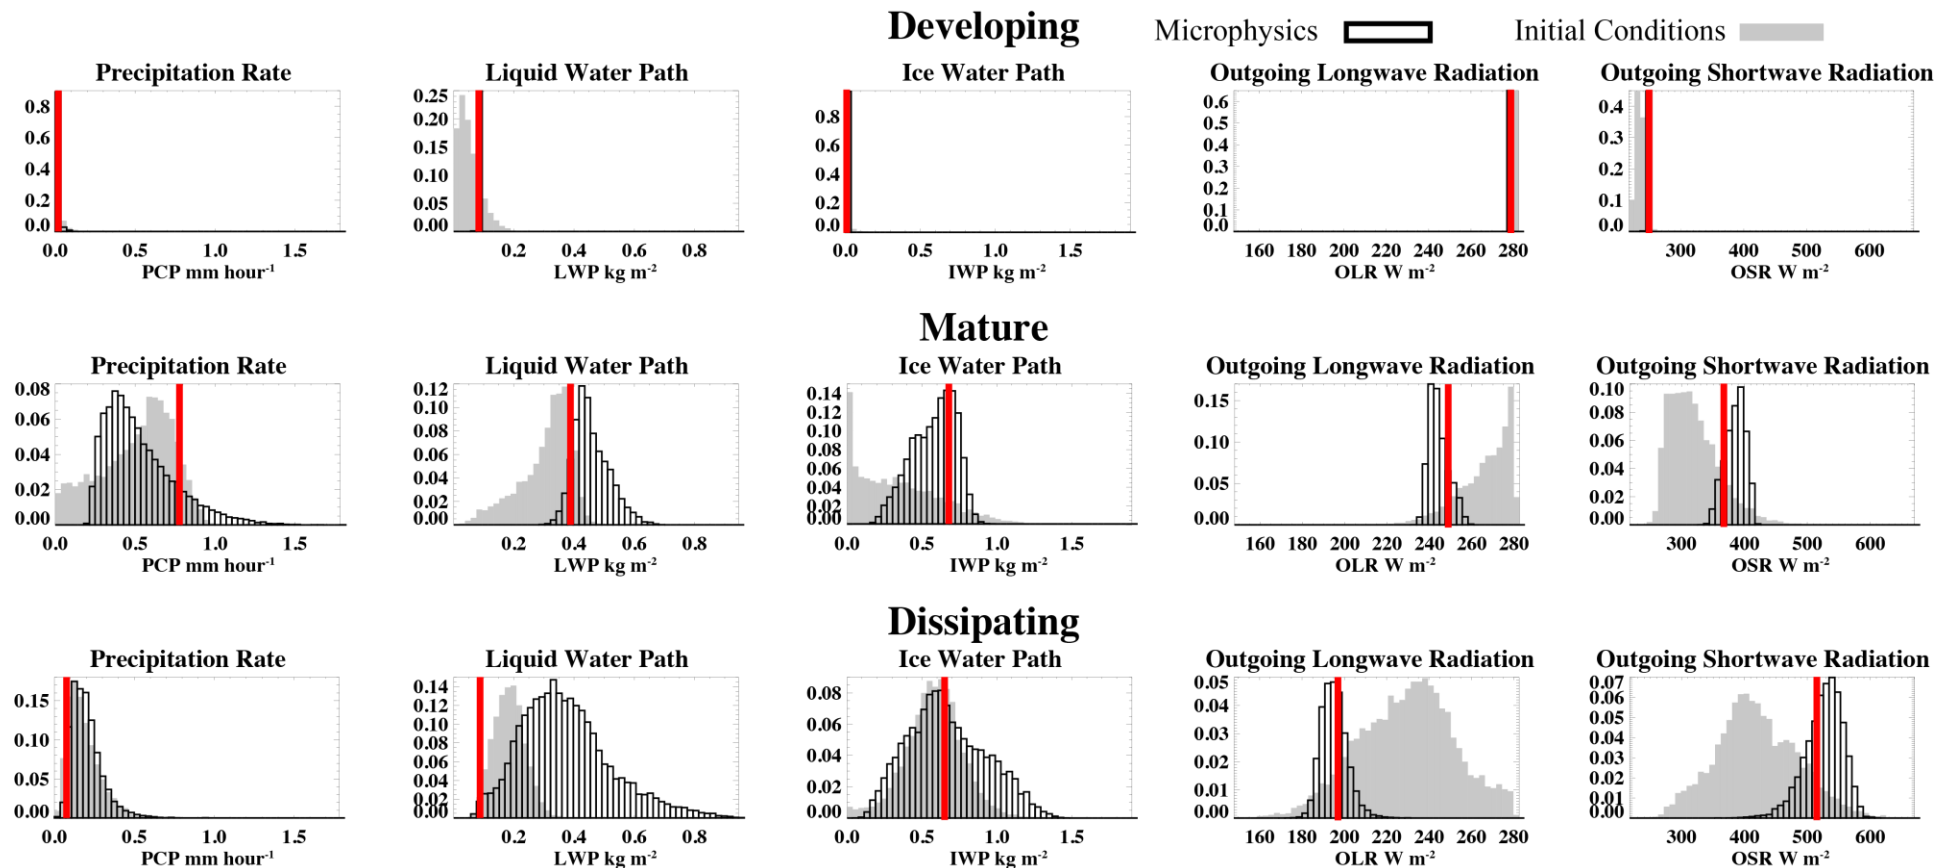 Developing Microphysics Initial Conditions
Precipitation Rate Liquid Water Path Ice Water Path Outgoing Longwave Radiation Outgoing Shortwave Radiation
0.8 0.6 0.4 0.2 0.0
0.0 0.5 1.0 1.5
PCP mm hour-1
0.25 0.20 0.15 0.10 0.05 0.00
0.2 0.4 0.6 0.8
LWP kg m-2
0.8 0.6 0.4 0.2 0.0
0.0 0.5 1.0 1.5
IWP kg m-2
0.6 0.5 0.4 0.3 0.2 0.1 0.0
160 180 200 220 240 260 280
OLR W m-2
0.4 0.3 0.2 0.1 0.0
300 400 500 600
OSR W m-2
Mature
Precipitation Rate Liquid Water Path Ice Water Path Outgoing Longwave Radiation Outgoing Shortwave Radiation
0.08 0.06 0.04 0.02 0.00
0.0 0.5 1.0 1.5
PCP mm hour-1
0.12 0.10 0.08 0.06 0.04 0.02 0.00
0.2 0.4 0.6 0.8
LWP kg m-2
0.14 0.12 0.10 0.08 0.06 0.04 0.02 0.00
0.0 0.5 1.0 1.5
IWP kg m-2
0.15 0.10 0.05 0.00
160 180 200 220 240 260 280
OLR W m-2
0.10 0.08 0.06 0.04 0.02 0.00
300 400 500 600
OSR W m-2
Dissipating
Precipitation Rate Liquid Water Path Ice Water Path Outgoing Longwave Radiation Outgoing Shortwave Radiation
0.15 0.10 0.05 0.00
0.0 0.5 1.0 1.5
PCP mm hour-1
0.14 0.12 0.10 0.08 0.06 0.04 0.02 0.00
0.2 0.4 0.6 0.8
LWP kg m-2
0.08 0.06 0.04 0.02 0.00
0.0 0.5 1.0 1.5
IWP kg m-2
0.05 0.04 0.03 0.02 0.01 0.00
160 180 200 220 240 260 280
OLR W m-2
0.07 0.06 0.05 0.04 0.03 0.02 0.01 0.00
300 400 500 600
OSR W m-2